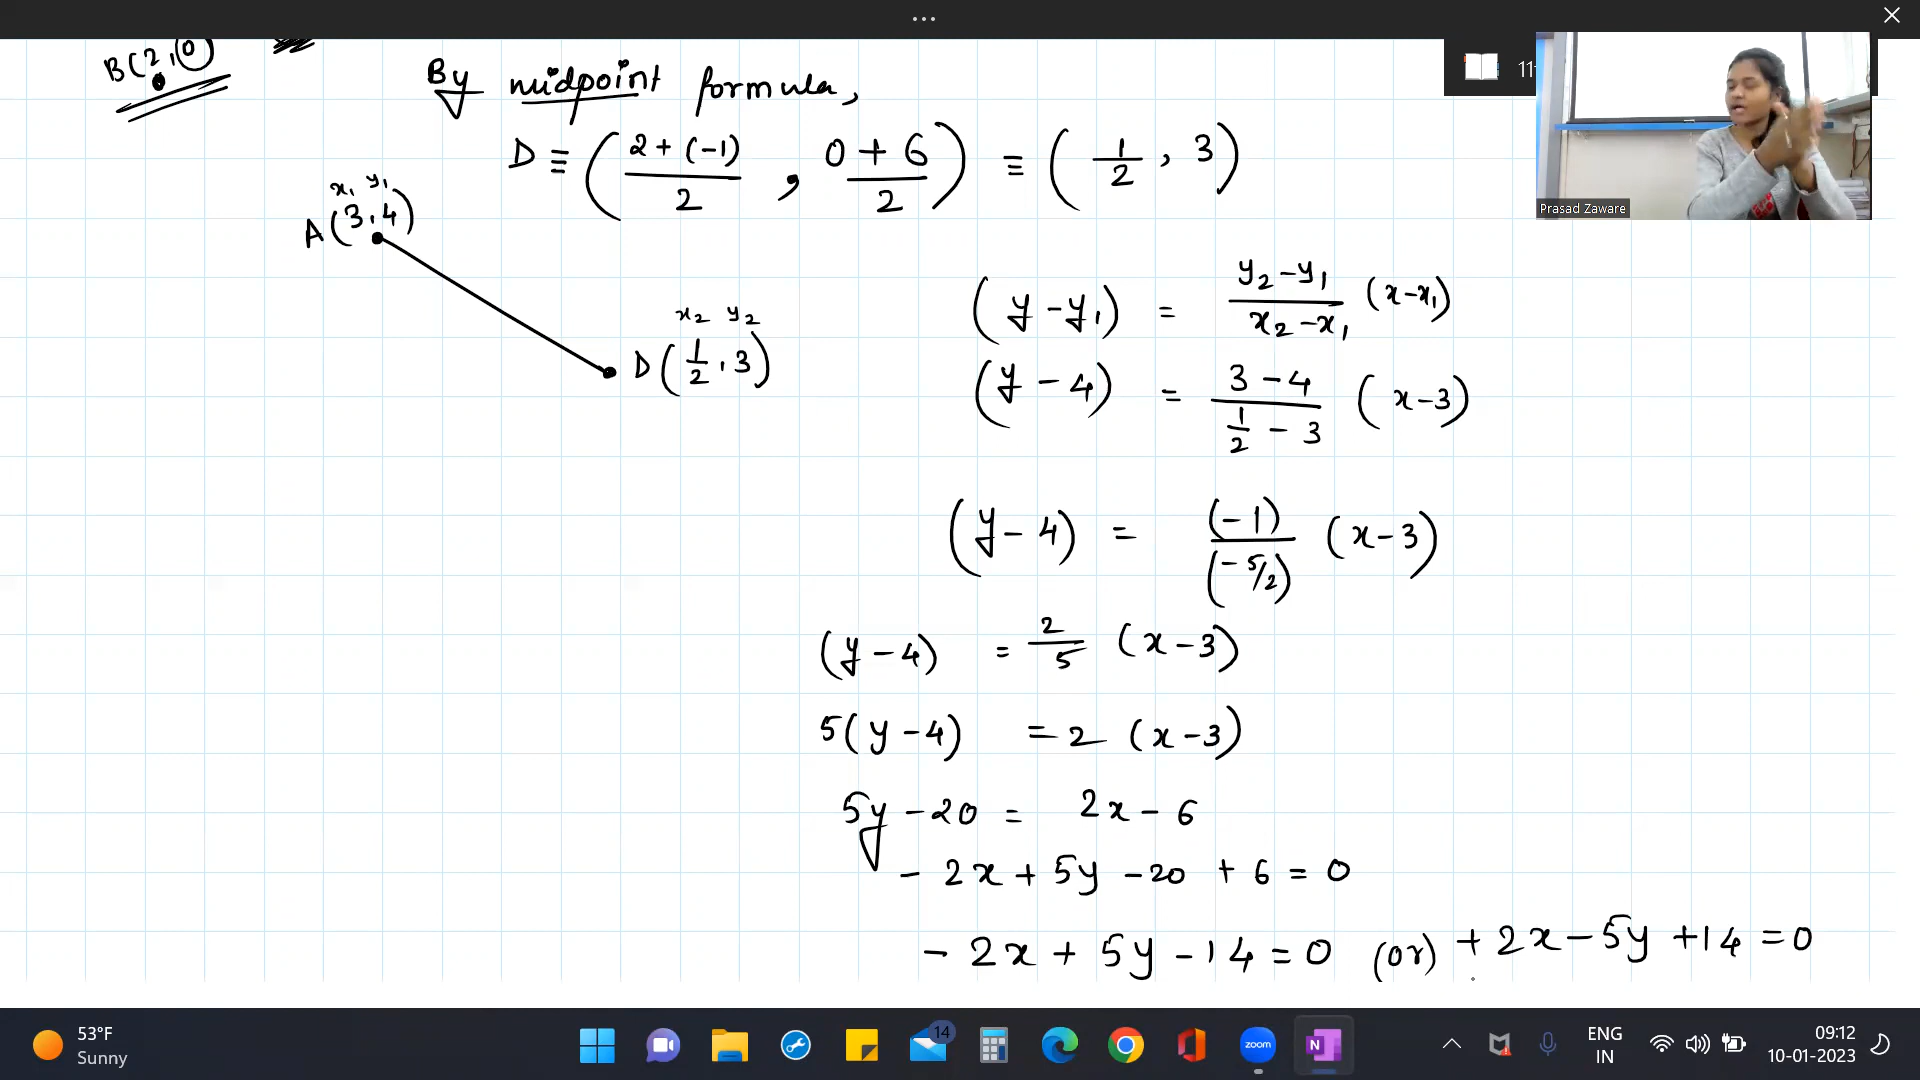 B(2,0)
By midpoint formula,
D ≡ ( 2 + (-1) / 2 , 0 + 6 / 2 ) ≡ ( 1/2 , 3 )
x₁ y₁
A(3,4)
x₂ y₂
D ( 1/2 , 3 )
(y - y₁) = y₂ - y₁ / x₂ - x₁ (x - x₁)
(y - 4) = 3 - 4 / 1/2 - 3 (x - 3)
(y - 4) = (-1) / (- 5/2) (x - 3)
(y - 4) = 2/5 (x - 3)
5(y - 4) = 2 (x - 3)
5y - 20 = 2x - 6
- 2x + 5y - 20 + 6 = 0
- 2x + 5y - 14 = 0 (or) + 2x - 5y + 14 = 0
11
Prasad Zaware
53°F
Sunny
14
zoom
N
ENG
IN
09:12
10-01-2023